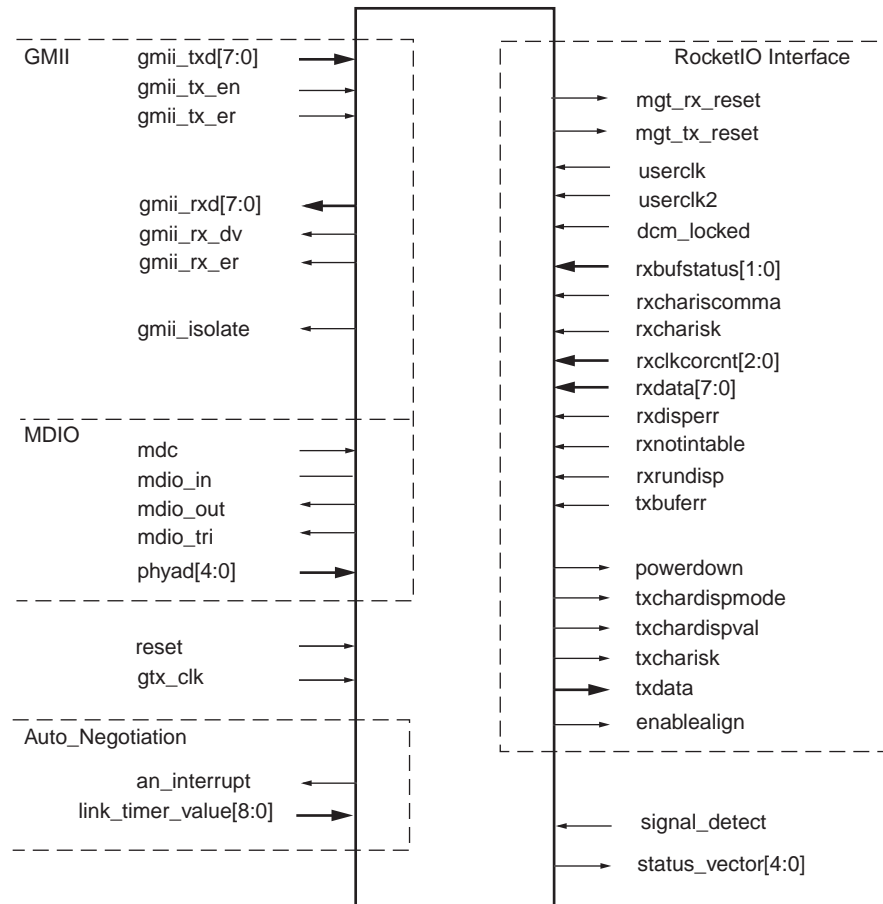 GMII
gmii_txd[7:0]
gmii_tx_en
gmii_tx_er
gmii_rxd[7:0]
gmii_rx_dv
gmii_rx_er
gmii_isolate
MDIO
mdc
mdio_in
mdio_out
mdio_tri
phyad[4:0]
reset
gtx_clk
Auto_Negotiation
an_interrupt
link_timer_value[8:0]
RocketIO Interface
mgt_rx_reset
mgt_tx_reset
userclk
userclk2
dcm_locked
rxbufstatus[1:0]
rxchariscomma
rxcharisk
rxclkcorcnt[2:0]
rxdata[7:0]
rxdisperr
rxnotintable
rxrundisp
txbuferr
powerdown
txchardispmode
txchardispval
txcharisk
txdata
enablealign
signal_detect
status_vector[4:0]